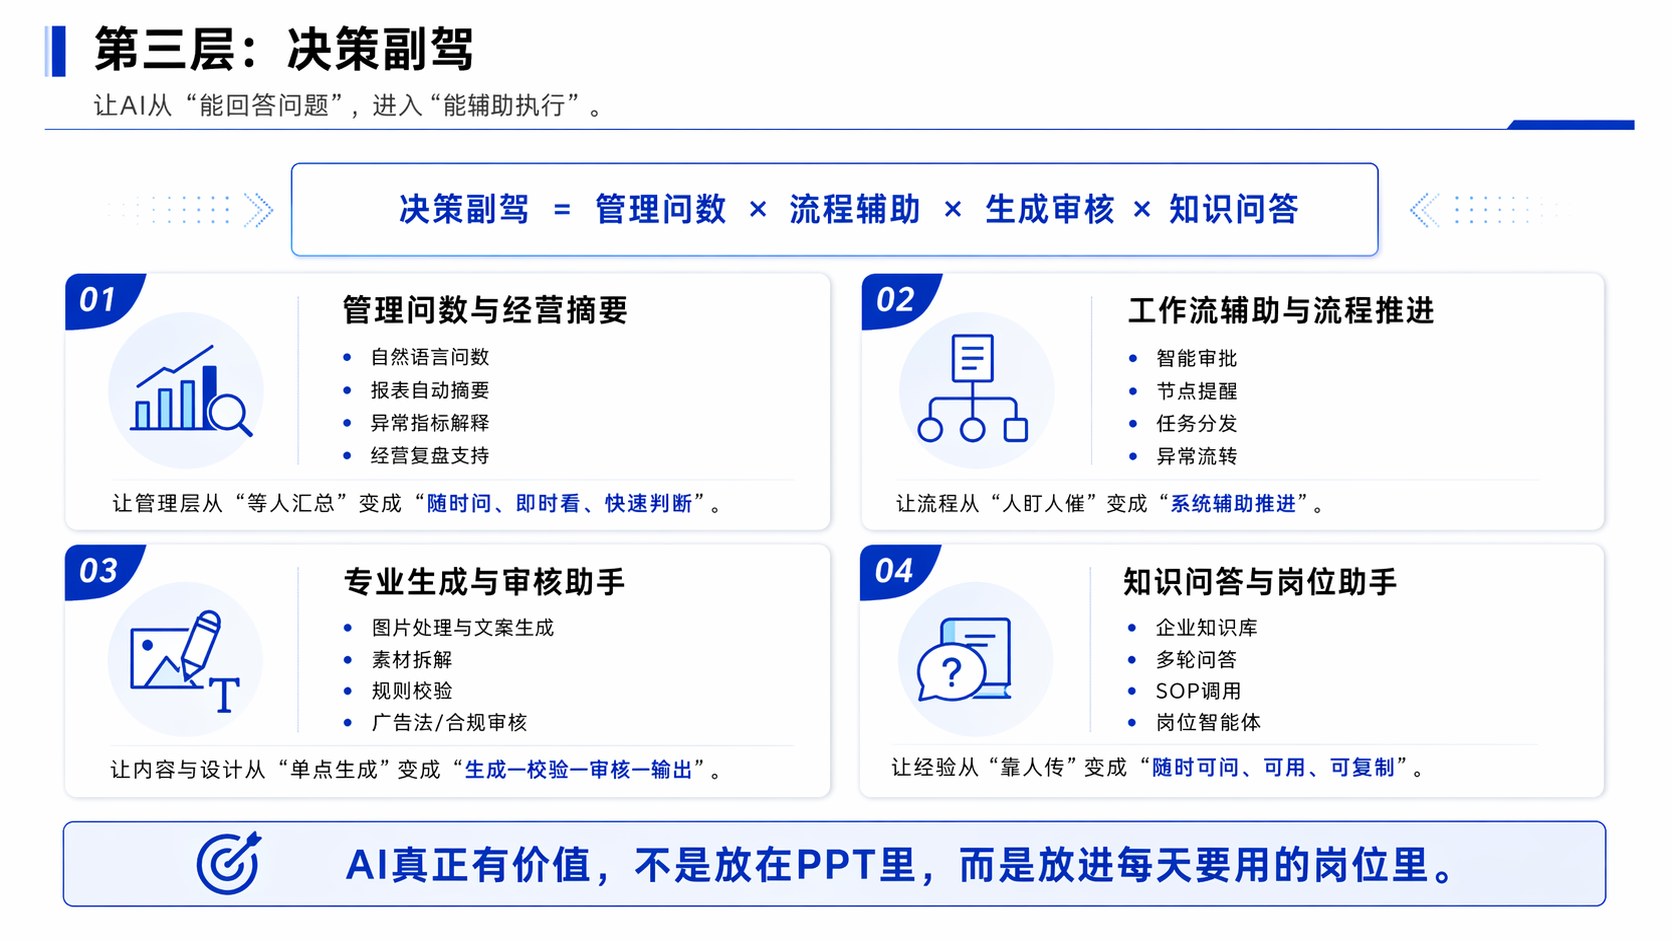 第三层：决策副驾
让AI从“能回答问题”，进入“能辅助执行”。
决策副驾 = 管理问数 × 流程辅助 × 生成审核 × 知识问答
01
管理问数与经营摘要
• 自然语言问数
• 报表自动摘要
• 异常指标解释
• 经营复盘支持
让管理层从“等人汇总”变成“随时问、即时看、快速判断”。
02
工作流辅助与流程推进
• 智能审批
• 节点提醒
• 任务分发
• 异常流转
让流程从“人盯人催”变成“系统辅助推进”。
03
专业生成与审核助手
• 图片处理与文案生成
• 素材拆解
• 规则校验
• 广告法/合规审核
T
让内容与设计从“单点生成”变成“生成—校验—审核—输出”。
04
知识问答与岗位助手
• 企业知识库
• 多轮问答
• SOP调用
• 岗位智能体
?
让经验从“靠人传”变成“随时可问、可用、可复制”。
AI真正有价值，不是放在PPT里，而是放进每天要用的岗位里。